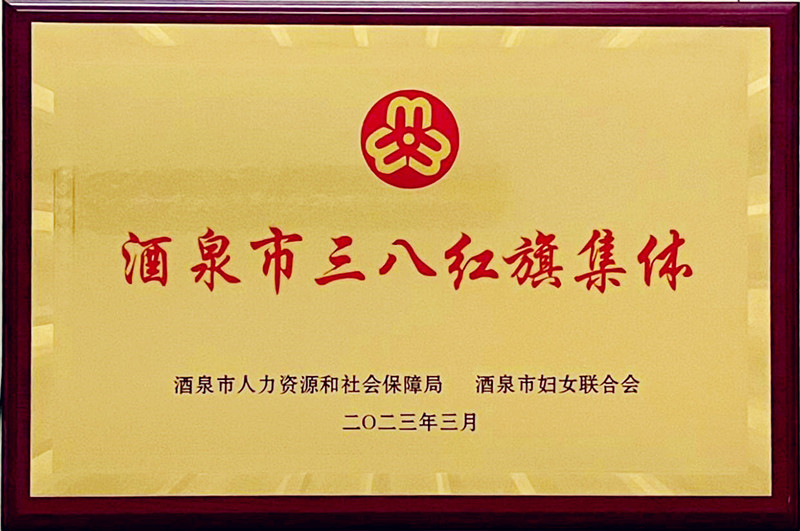 酒泉市三八红旗集体
酒泉市人力资源和社会保障局 酒泉市妇女联合会
二〇二三年三月